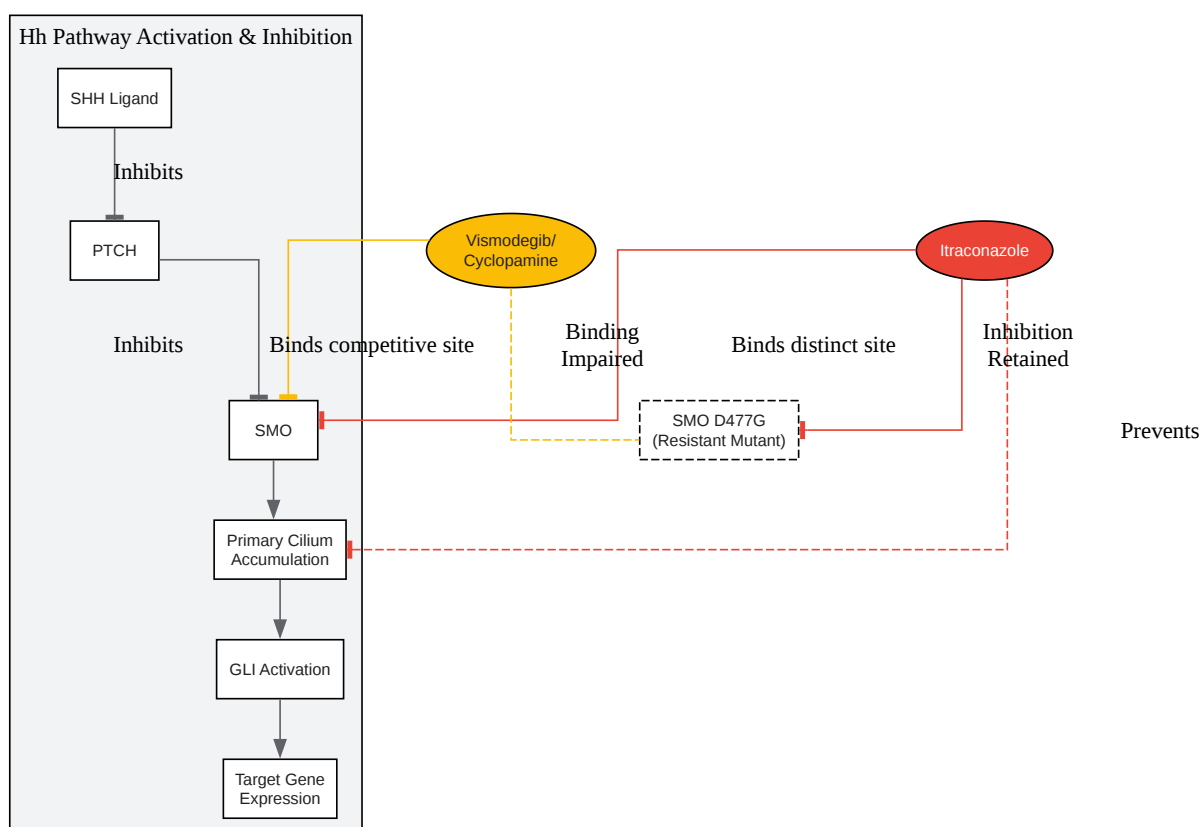 Hh Pathway Activation & Inhibition
SHH Ligand
Inhibits
PTCH
Vismodegib/
Cyclopamine
Itraconazole
Inhibits
Binds competitive site
Binding
Impaired
Binds distinct site
Inhibition
Retained
SMO
SMO D477G
(Resistant Mutant)
Prevents
Primary Cilium
Accumulation
GLI Activation
Target Gene
Expression